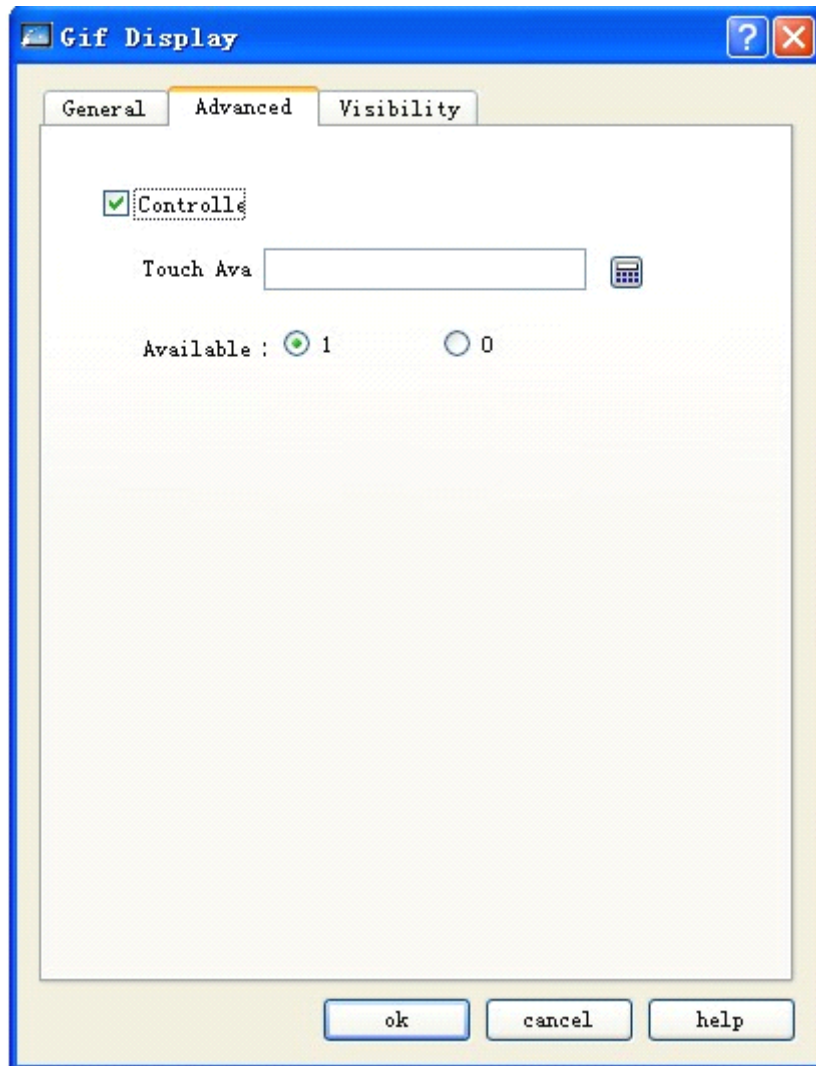 Gif Display
General Advanced Visibility
Controlle
Touch Ava
Available : 1 0
ok cancel help